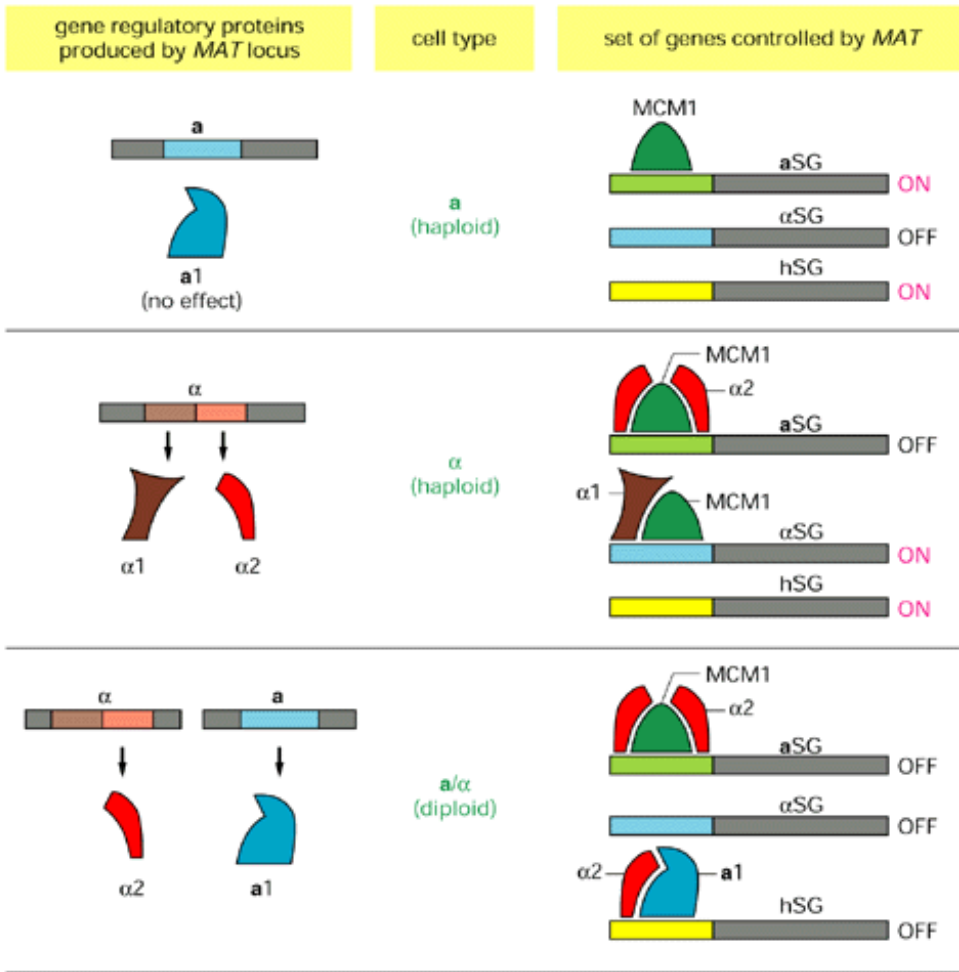 gene regulatory proteins
produced by MAT locus
cell type
set of genes controlled by MAT
a
a1
(no effect)
a
(haploid)
MCM1
aSG
ON
αSG
OFF
hSG
ON
α
α1
α2
α
(haploid)
MCM1
α2
aSG
OFF
α1
MCM1
αSG
ON
hSG
ON
α
a
α2
a1
a/α
(diploid)
MCM1
α2
aSG
OFF
αSG
OFF
α2
a1
hSG
OFF